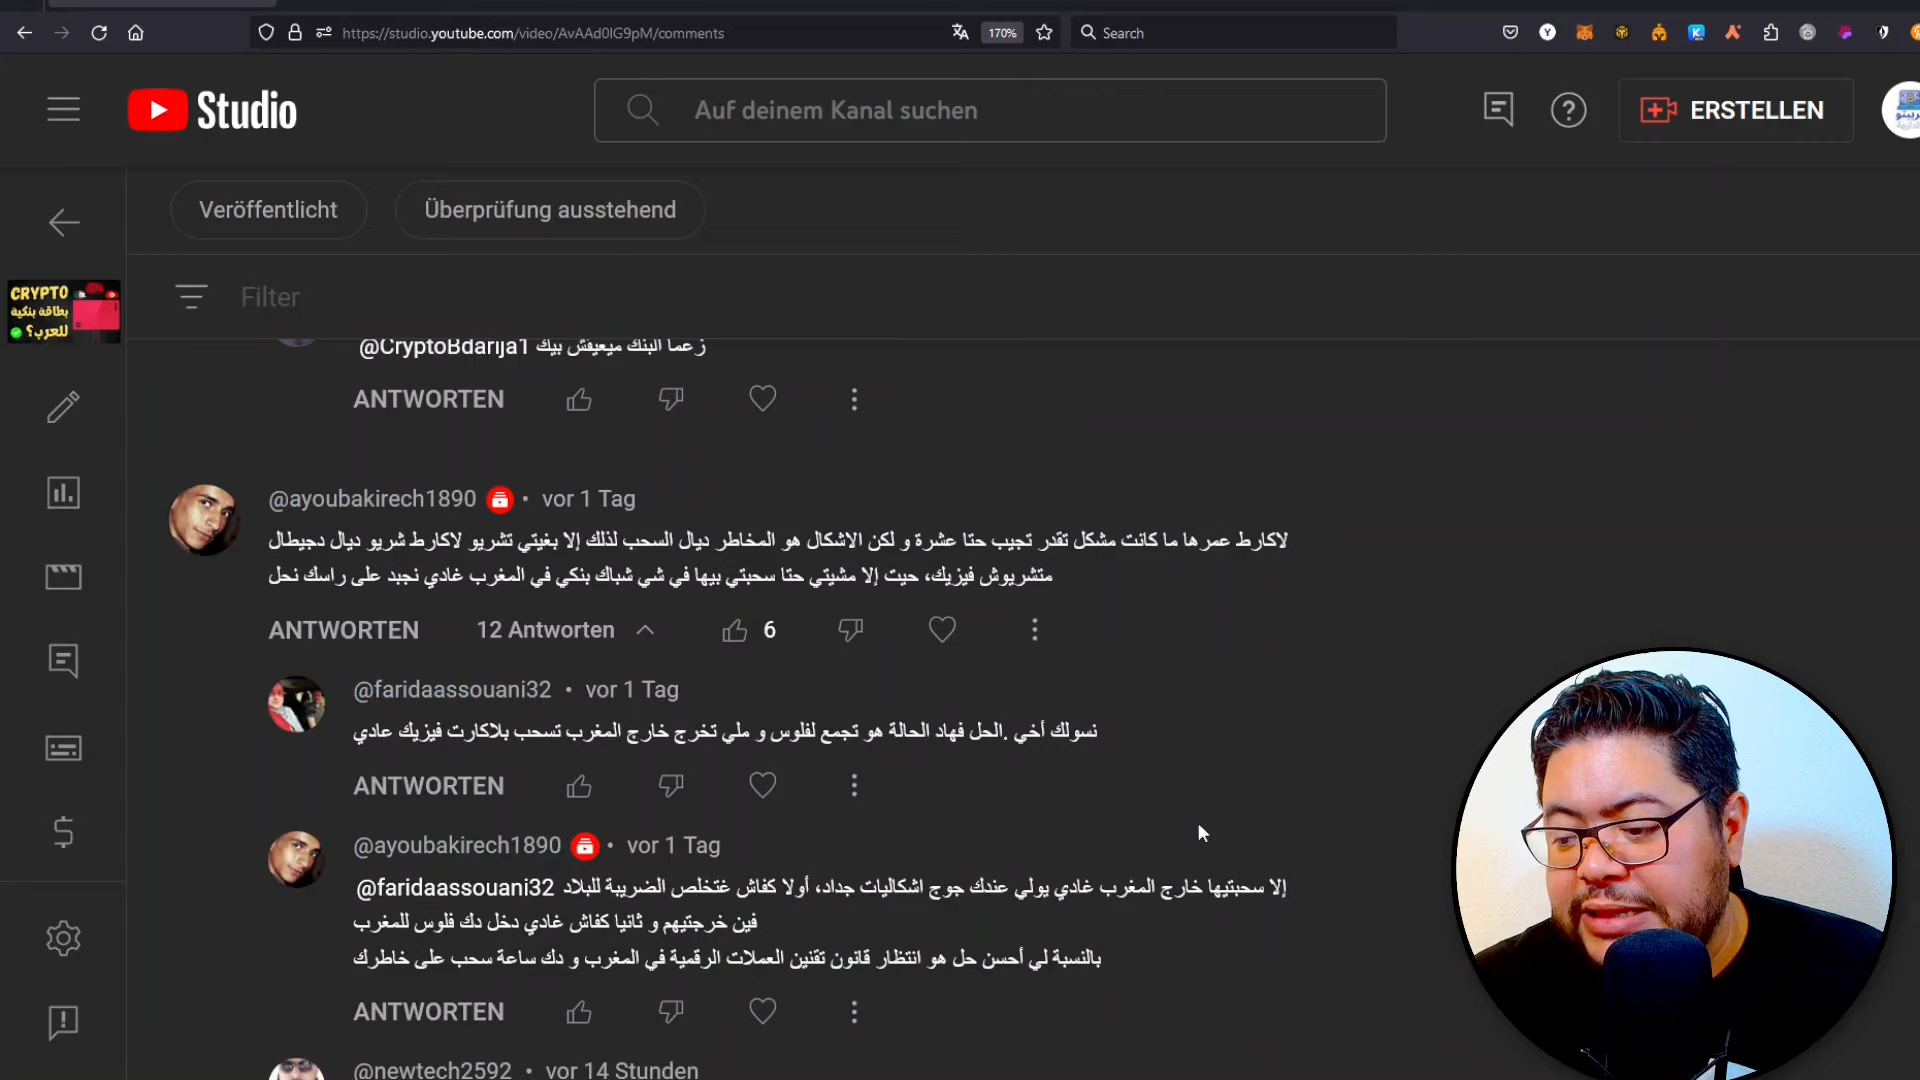 https://studio.youtube.com/video/AvAAd0IG9pM/comments
170%
Search
Studio
Auf deinem Kanal suchen
ERSTELLEN
Veröffentlicht
Überprüfung ausstehend
CRYPTO
بطاقة بنكية
للعرب؟
Filter
@CryptoBdarija1 زعما البنك ميعيقش بيك
ANTWORTEN
@ayoubakirech1890 • vor 1 Tag
لاكارط عمرها ما كانت مشكل تقدر تجيب حتا عشرة و لكن الاشكال هو المخاطر ديال السحب لذلك إلا بغيتي تشريو لاكارط شريو ديال دجيطال
متشريوش فيزيك، حيت إلا مشيتي حتا سحبتي بيها في شي شباك بنكي في المغرب غادي نجبد على راسك نحل
ANTWORTEN
12 Antworten
6
@faridaassouani32 • vor 1 Tag
نسولك أخي .الحل فهاد الحالة هو تجمع لفلوس و ملي تخرج خارج المغرب تسحب بلاكارت فيزيك عادي
ANTWORTEN
@ayoubakirech1890 • vor 1 Tag
@faridaassouani32 إلا سحبتيها خارج المغرب غادي يولي عندك جوج اشكاليات جداد، أولا كفاش غتخلص الضريبة للبلاد
فين خرجتيهم و ثانيا كفاش غادي دخل دك فلوس للمغرب
بالنسبة لي أحسن حل هو انتظار قانون تقنين العملات الرقمية في المغرب و دك ساعة سحب على خاطرك
ANTWORTEN
@newtech2592 • vor 14 Stunden